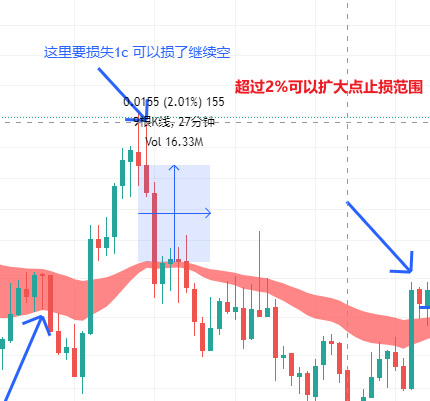 这里要损失1c 可以损了继续空
超过2%可以扩大点止损范围
0.0155 (2.01%) 155
9根K线, 27分钟
Vol 16.33M